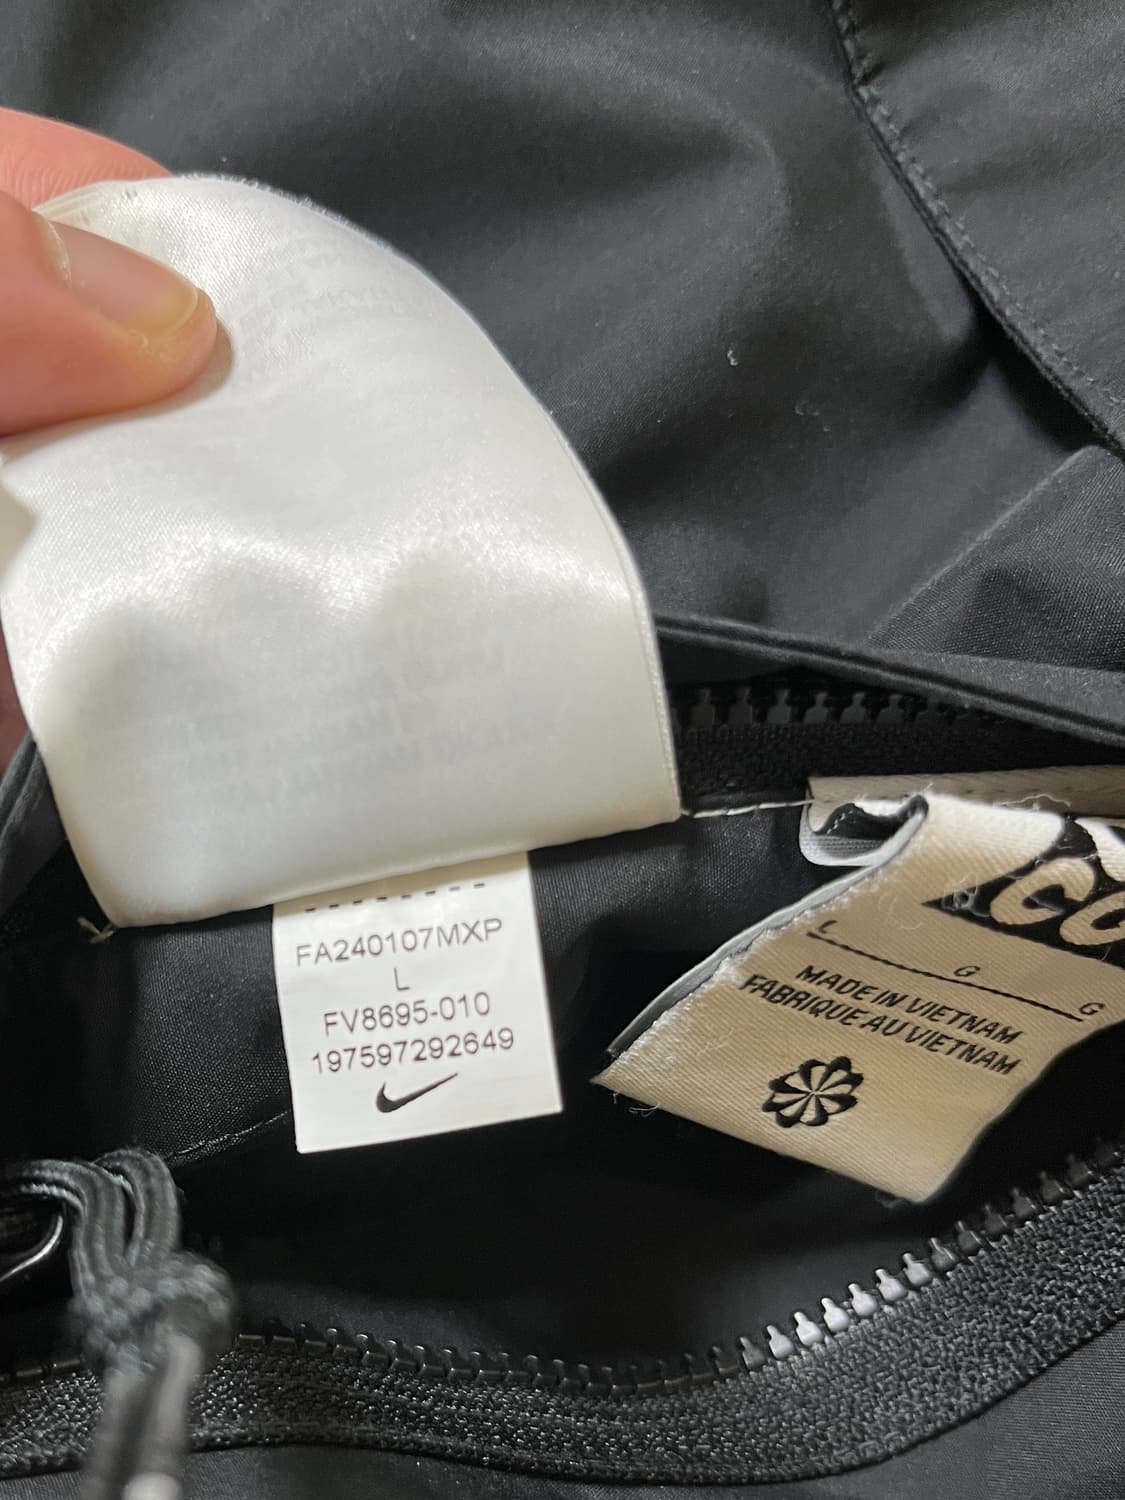 FA240107MXP
L
FV8695-010
197597292649
L
G
G
MADE IN VIETNAM
FABRIQUE AU VIETNAM